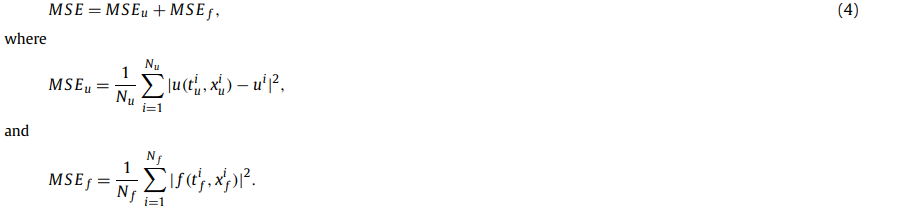 MSE = MSE_u + MSE_f, (4)
where
MSE_u = \frac{1}{N_u} \sum_{i=1}^{N_u} |u(t_u^i, x_u^i) − u^i|^2,
and
MSE_f = \frac{1}{N_f} \sum_{i=1}^{N_f} |f(t_f^i, x_f^i)|^2.